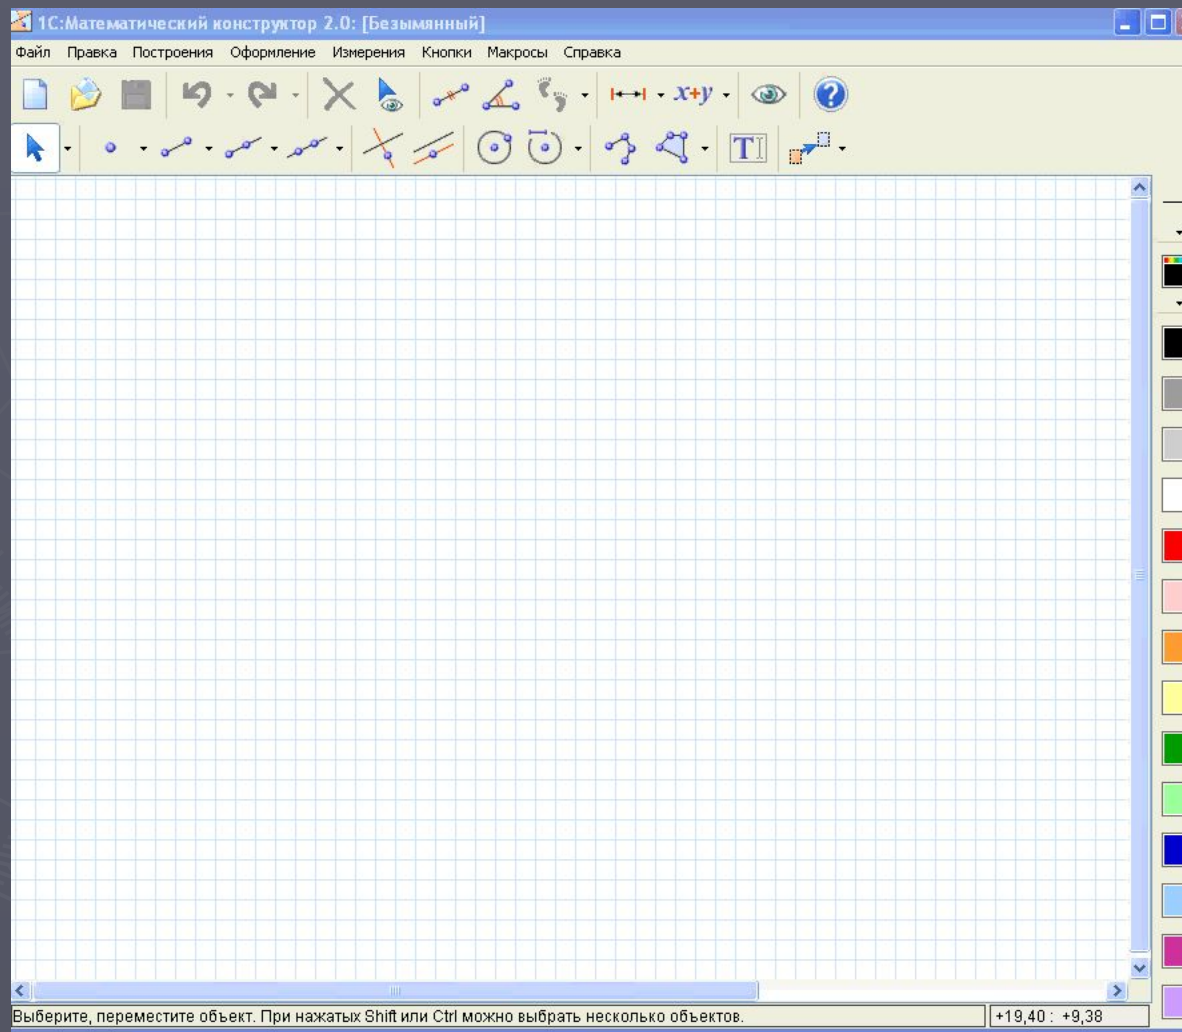 1С:Математический конструктор 2.0: [Безымянный]
Файл Правка Построения Оформление Измерения Кнопки Макросы Справка
x+y
?
T
Выберите, переместите объект. При нажатых Shift или Ctrl можно выбрать несколько объектов.
+19,40 : +9,38